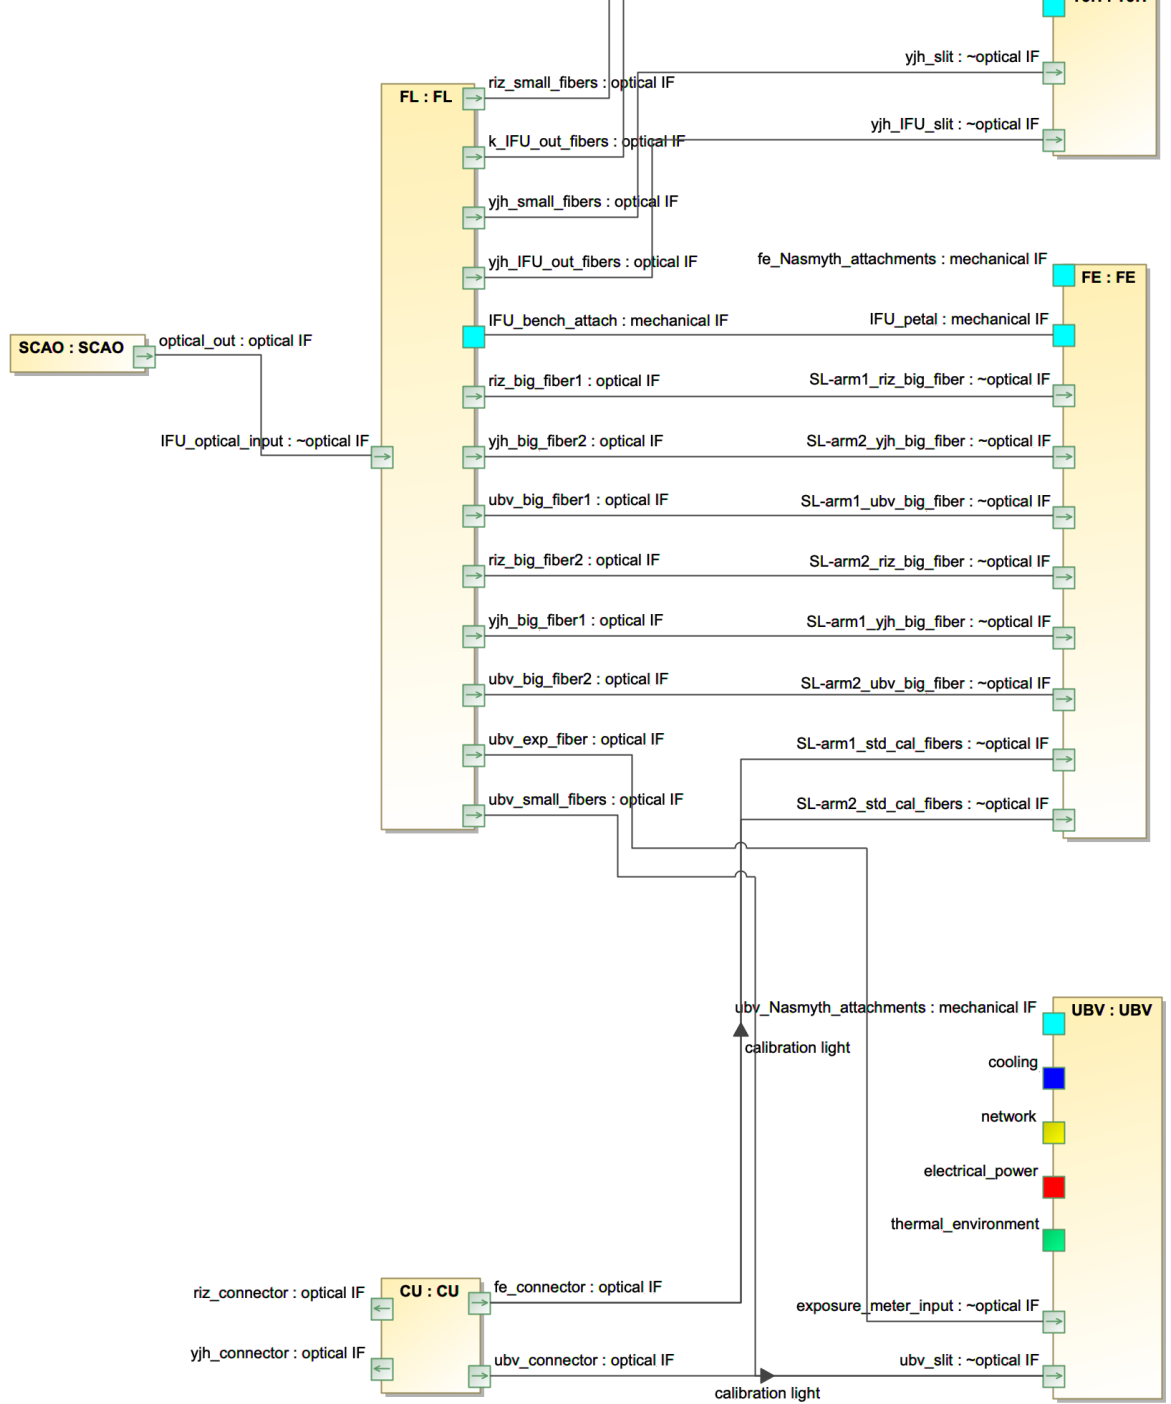 yjh_slit : ~optical IF
riz_small_fibers : optical IF
FL : FL
yjh_IFU_slit : ~optical IF
k_IFU_out_fibers : optical IF
yjh_small_fibers : optical IF
yjh_IFU_out_fibers : optical IF
fe_Nasmyth_attachments : mechanical IF
FE : FE
IFU_bench_attach : mechanical IF
IFU_petal : mechanical IF
SCAO : SCAO
optical_out : optical IF
riz_big_fiber1 : optical IF
SL-arm1_riz_big_fiber : ~optical IF
IFU_optical_input : ~optical IF
yjh_big_fiber2 : optical IF
SL-arm2_yjh_big_fiber : ~optical IF
ubv_big_fiber1 : optical IF
SL-arm1_ubv_big_fiber : ~optical IF
riz_big_fiber2 : optical IF
SL-arm2_riz_big_fiber : ~optical IF
yjh_big_fiber1 : optical IF
SL-arm1_yjh_big_fiber : ~optical IF
ubv_big_fiber2 : optical IF
SL-arm2_ubv_big_fiber : ~optical IF
ubv_exp_fiber : optical IF
SL-arm1_std_cal_fibers : ~optical IF
ubv_small_fibers : optical IF
SL-arm2_std_cal_fibers : ~optical IF
ubv_Nasmyth_attachments : mechanical IF
UBV : UBV
calibration light
cooling
network
electrical_power
thermal_environment
riz_connector : optical IF
CU : CU
fe_connector : optical IF
exposure_meter_input : ~optical IF
yjh_connector : optical IF
ubv_connector : optical IF
ubv_slit : ~optical IF
calibration light